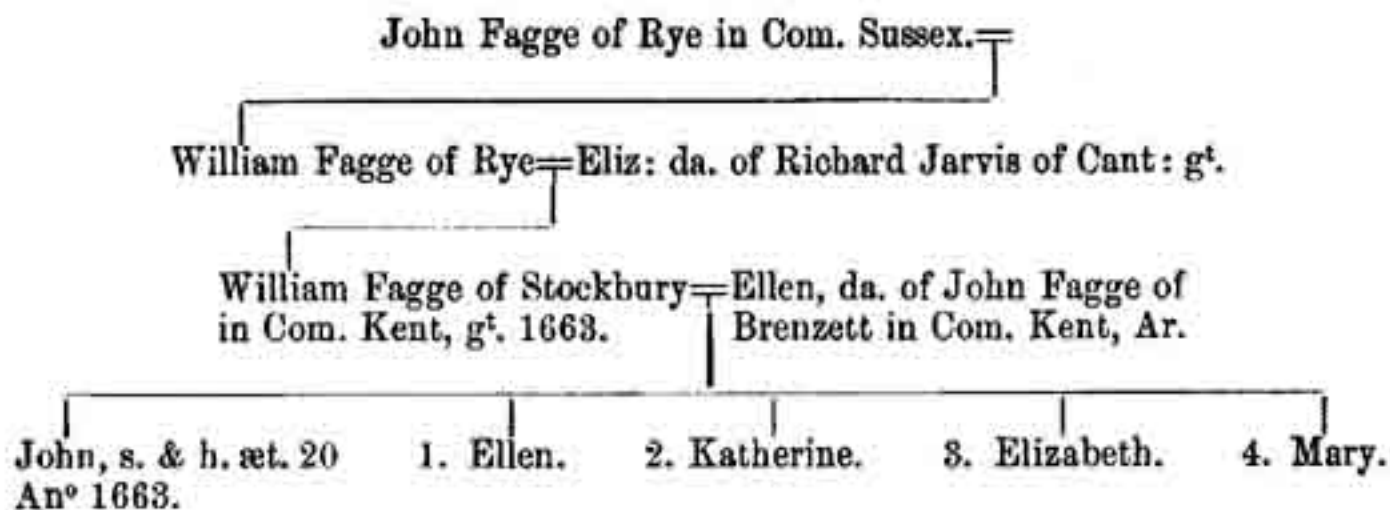 John Fagge of Rye in Com. Sussex.
William Fagge of Rye=Eliz: da. of Richard Jarvis of Cant: gᵗ.
William Fagge of Stockbury=Ellen, da. of John Fagge of
in Com. Kent, gᵗ. 1663. Brenzett in Com. Kent, Ar.
John, s. & h. æt. 20 1. Ellen. 2. Katherine. 3. Elizabeth. 4. Mary.
Anº 1663.